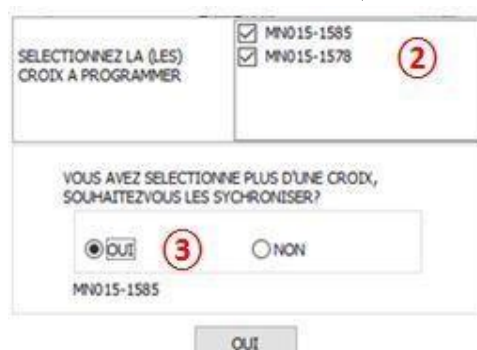 SELECTIONNEZ LA (LES)
CROIX A PROGRAMMER
MN015-1585
MN015-1578
2
VOUS AVEZ SELECTIONNE PLUS D'UNE CROIX,
SOUHAITEZVOUS LES SYCHRONISER?
OUI
3
NON
MN015-1585
OUI